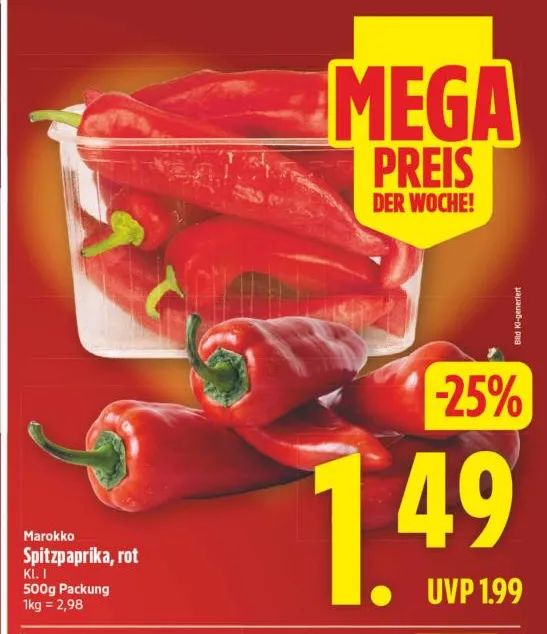 MEGA
PREIS
DER WOCHE!
Bild KI-generiert
-25%
1.49
UVP 1.99
Marokko
Spitzpaprika, rot
Kl. I
500g Packung
1kg = 2,98